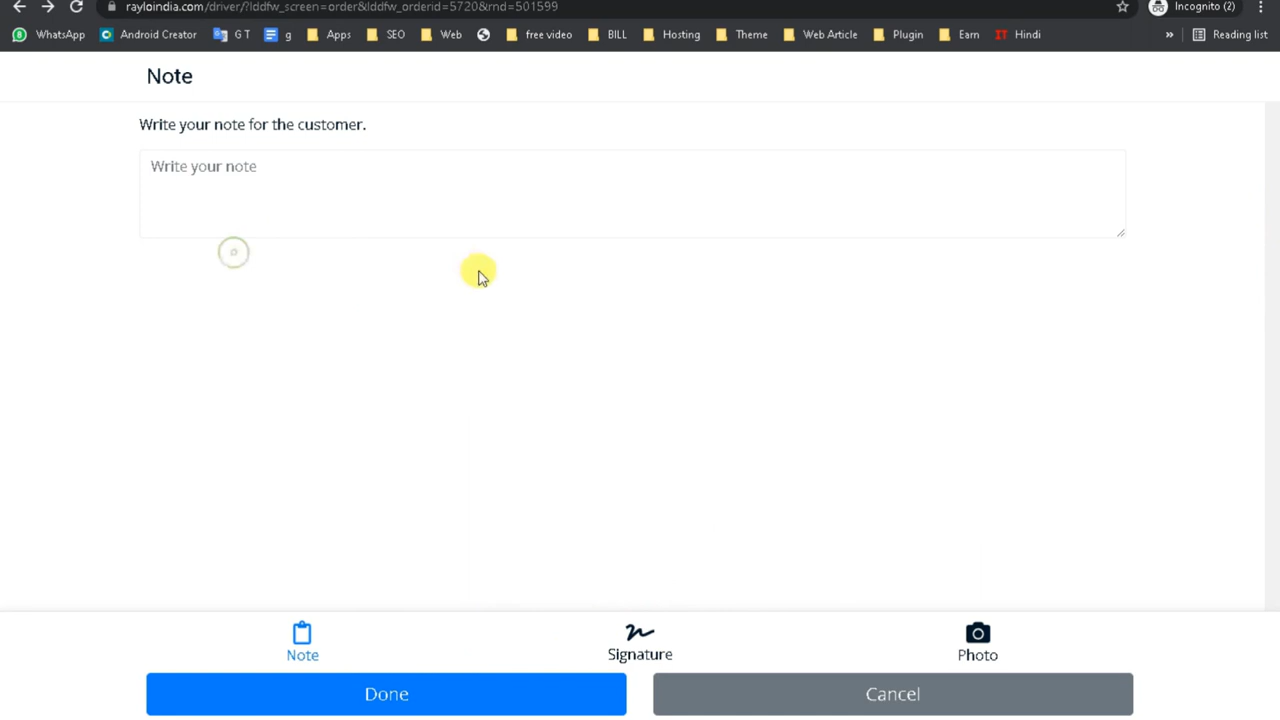 rayloindia.com/driver/?lddfw_screen=order&lddfw_orderid=5720&rnd=501599
Incognito (2)
WhatsApp
Android Creator
G T
g
Apps
SEO
Web
free video
BILL
Hosting
Theme
Web Article
Plugin
Earn
IT Hindi
»
Reading list
Note
Write your note for the customer.
Write your note
Note
Signature
Photo
Done
Cancel